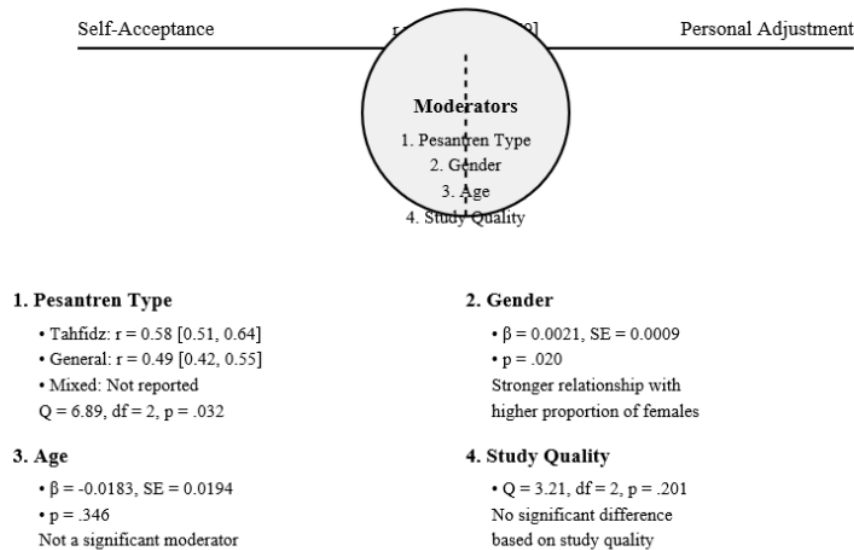 Self-Acceptance
Personal Adjustment
Moderators
1. Pesantren Type
2. Gender
3. Age
4. Study Quality
1. Pesantren Type
• Tahfidz: r = 0.58 [0.51, 0.64]
• General: r = 0.49 [0.42, 0.55]
• Mixed: Not reported
Q = 6.89, df = 2, p = .032
2. Gender
• β = 0.0021, SE = 0.0009
• p = .020
Stronger relationship with
higher proportion of females
3. Age
• β = -0.0183, SE = 0.0194
• p = .346
Not a significant moderator
4. Study Quality
• Q = 3.21, df = 2, p = .201
No significant difference
based on study quality